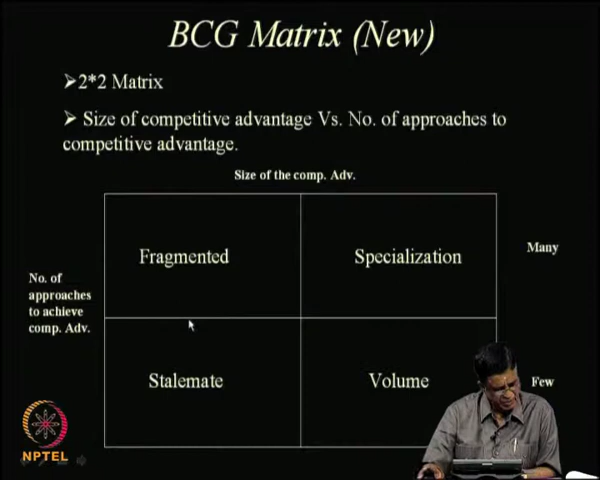 BCG Matrix (New)
➢2*2 Matrix
➢ Size of competitive advantage Vs. No. of approaches to
competitive advantage.
Size of the comp. Adv.
Fragmented
Specialization
Many
No. of
approaches
to achieve
comp. Adv.
Stalemate
Volume
Few
NPTEL